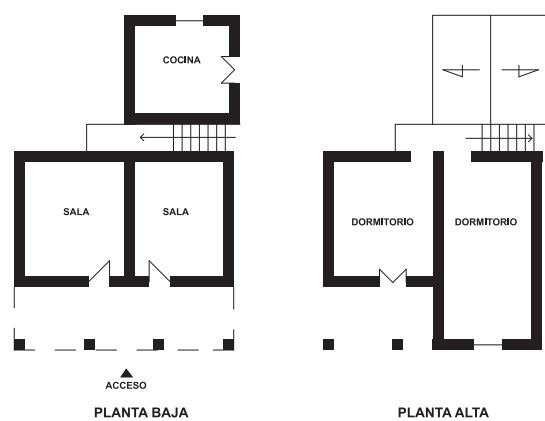 COCINA
SALA
SALA
ACCESO
PLANTA BAJA
DORMITORIO
DORMITORIO
PLANTA ALTA